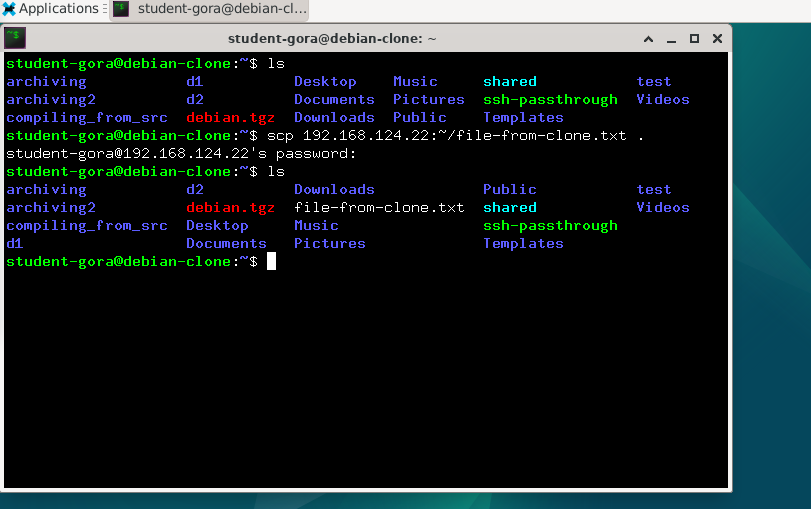 Applications
student-gora@debian-cl...
student-gora@debian-clone: ~
student-gora@debian-clone:~$ ls
archiving d1 Desktop Music shared test
archiving2 d2 Documents Pictures ssh-passthrough Videos
compiling_from_src debian.tgz Downloads Public Templates
student-gora@debian-clone:~$ scp 192.168.124.22:~/file-from-clone.txt .
student-gora@192.168.124.22's password:
student-gora@debian-clone:~$ ls
archiving d2 Downloads Public test
archiving2 debian.tgz file-from-clone.txt shared Videos
compiling_from_src Desktop Music ssh-passthrough
d1 Documents Pictures Templates
student-gora@debian-clone:~$